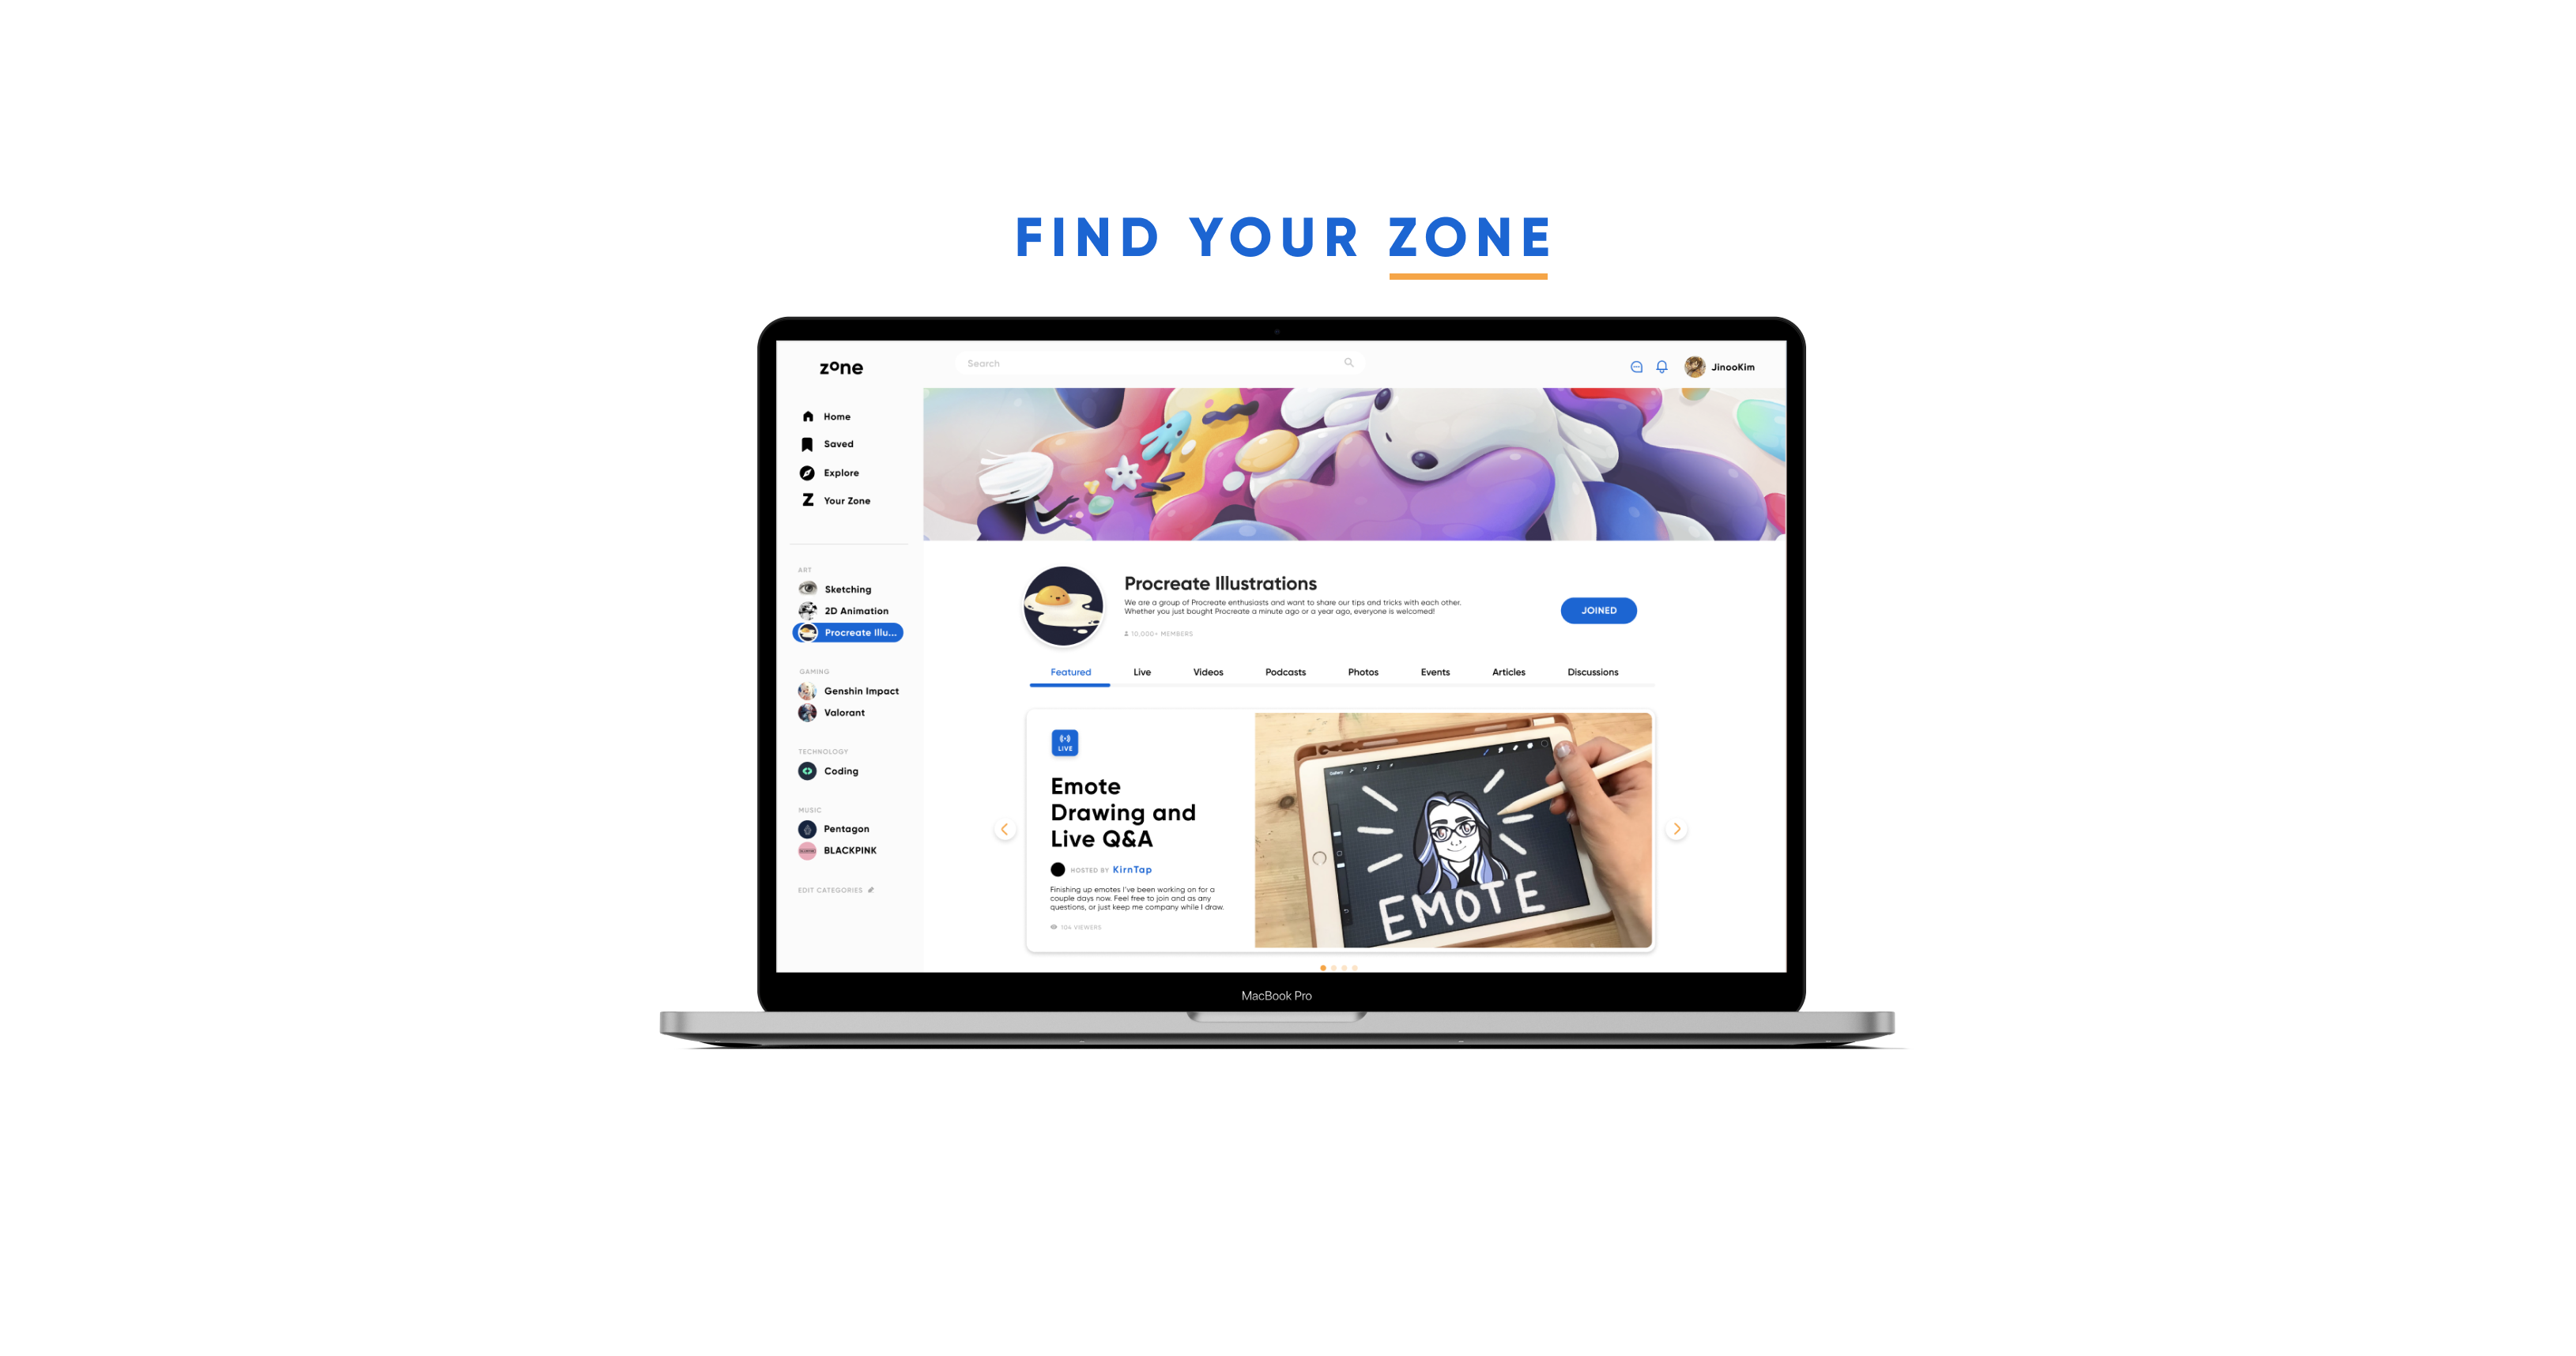 FIND YOUR ZONE
zone
Search
JinooKim
Home
Saved
Explore
Z Your Zone
ART
Sketching
2D Animation
Procreate Illu...
GAMING
Genshin Impact
Valorant
TECHNOLOGY
Coding
MUSIC
Pentagon
BLACKPINK
EDIT CATEGORIES
Procreate Illustrations
We are a group of Procreate enthusiasts and want to share our tips and tricks with each other.
Whether you just bought Procreate a minute ago or a year ago, everyone is welcomed!
10,000+ MEMBERS
JOINED
Featured Live Videos Podcasts Photos Events Articles Discussions
LIVE
Emote
Drawing and
Live Q&A
HOSTED BY KirnTap
Finishing up emotes I've been working on for a
couple days now. Feel free to join and as any
questions, or just keep me company while I draw.
104 VIEWERS
Gallery
EMOTE
MacBook Pro